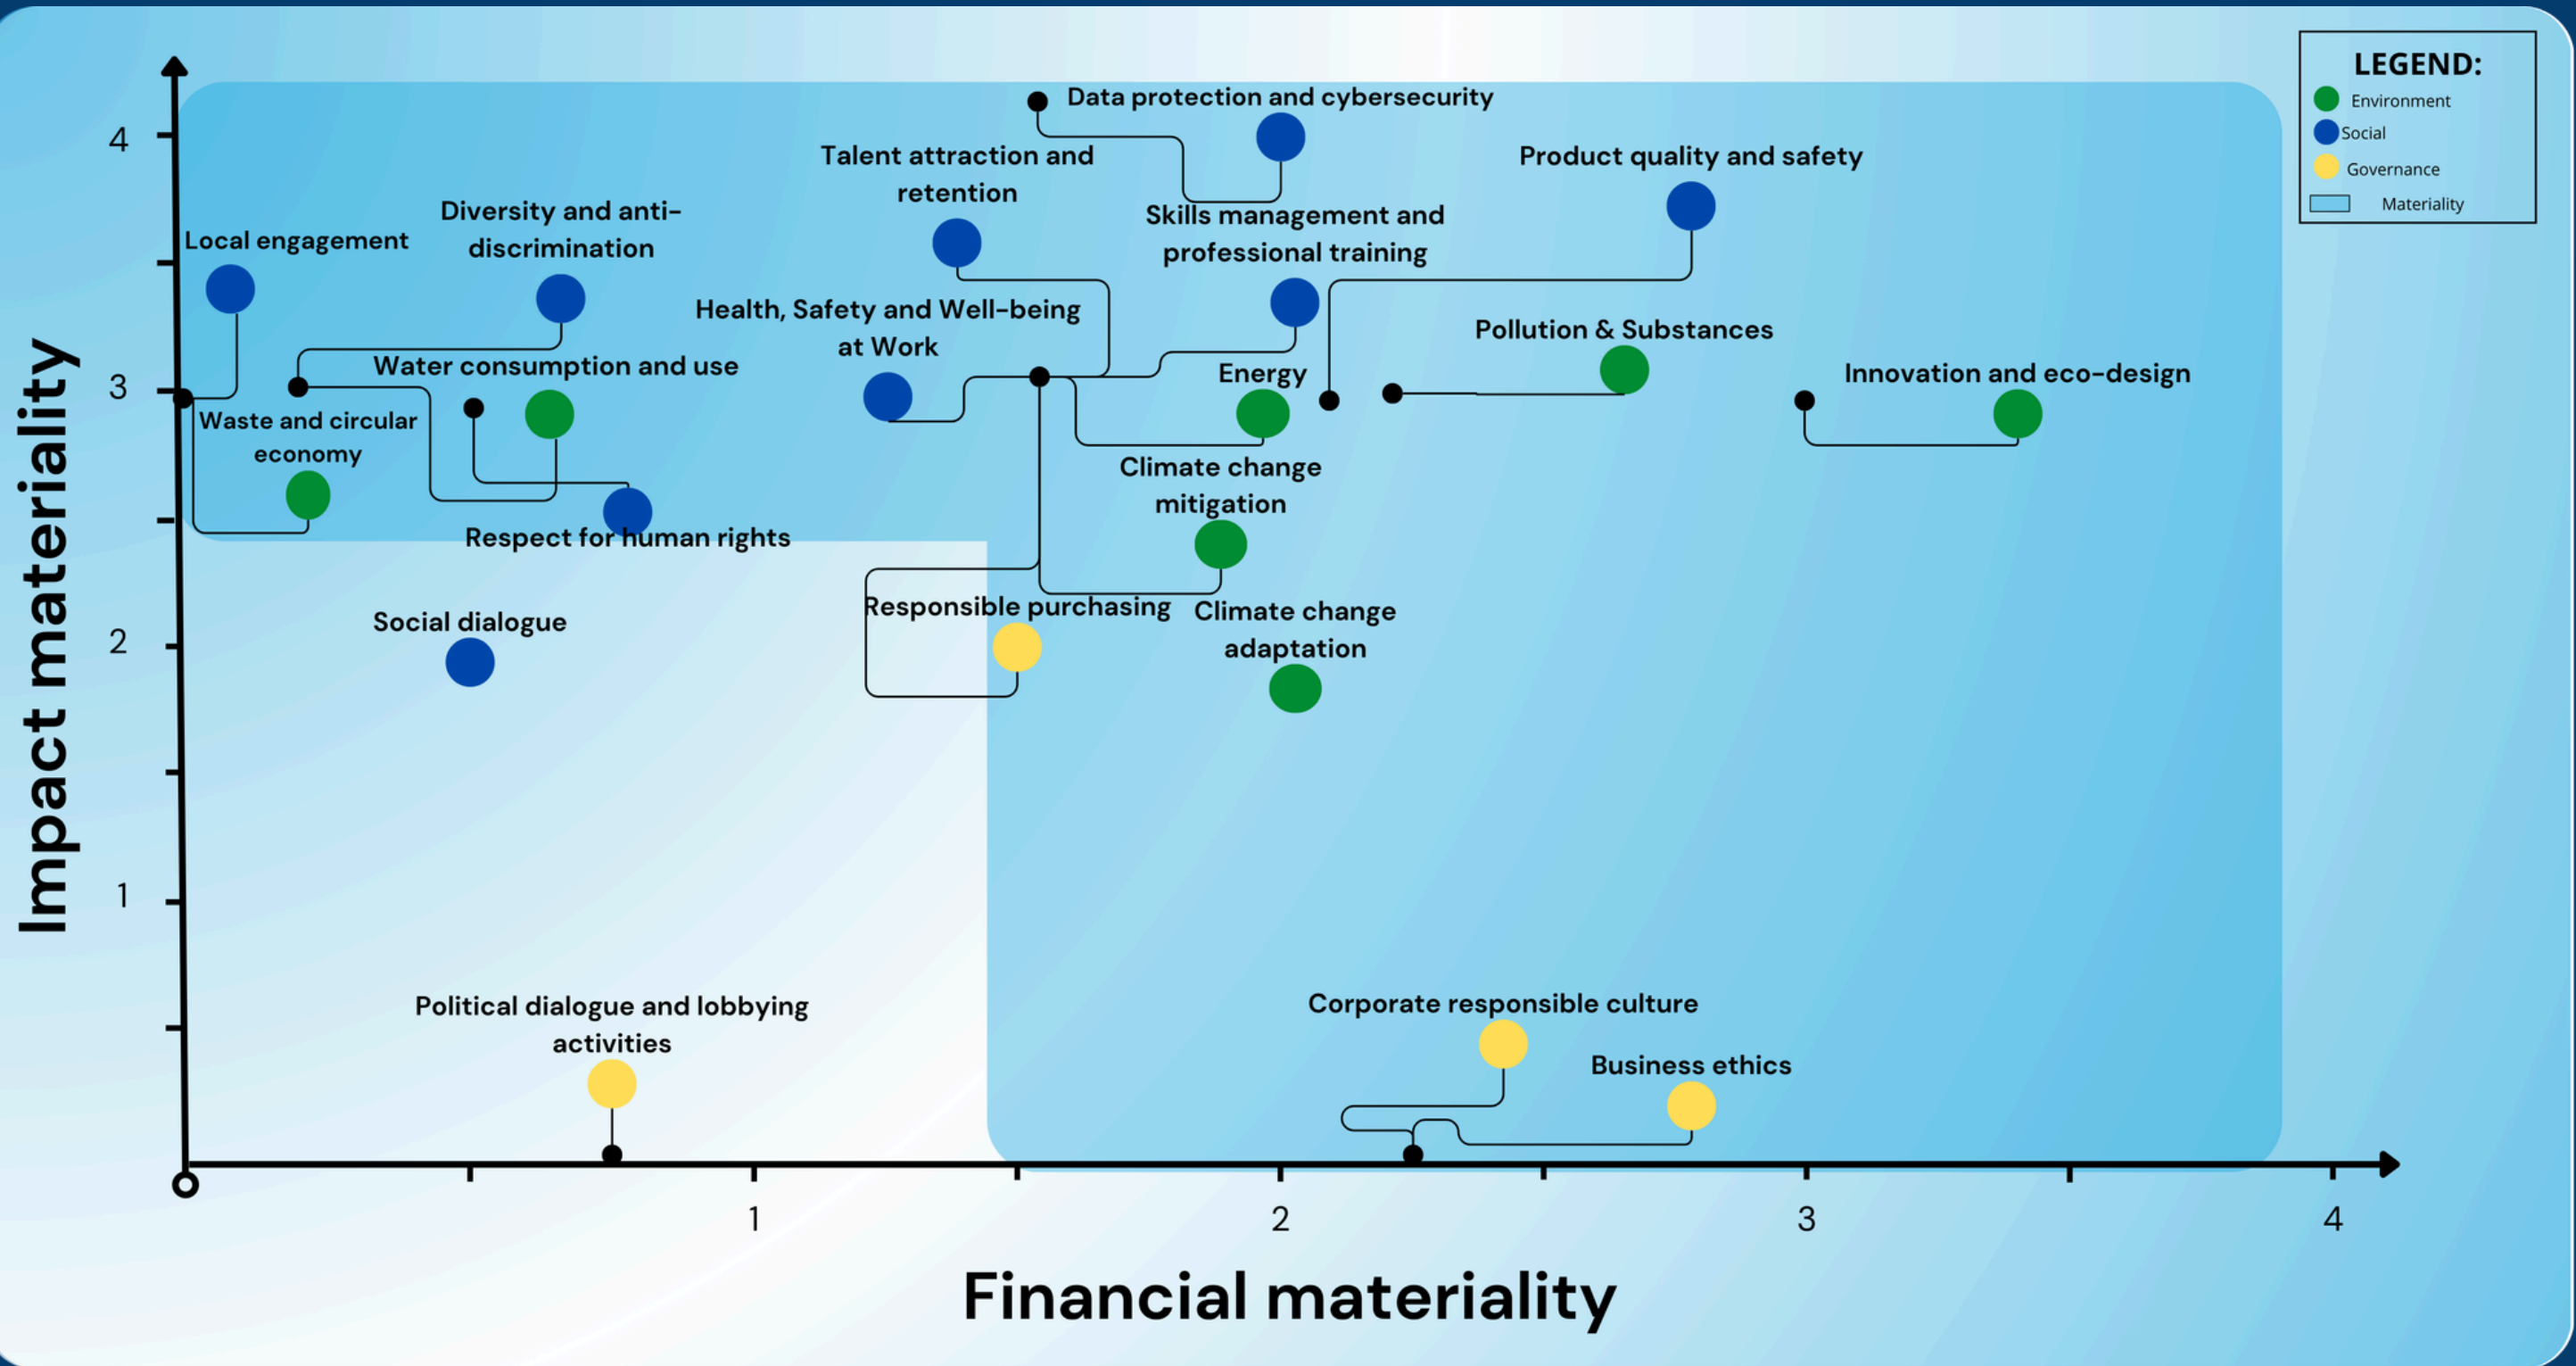 LEGEND:
Environment
Social
Governance
Materiality
Data protection and cybersecurity
4
Talent attraction and
retention
Product quality and safety
Diversity and anti-
discrimination
Skills management and
professional training
Local engagement
Health, Safety and Well-being
at Work
Pollution & Substances
Water consumption and use
Energy
Innovation and eco-design
3
Waste and circular
economy
Climate change
mitigation
Respect for human rights
Responsible purchasing
Climate change
adaptation
Social dialogue
2
Impact materiality
1
Political dialogue and lobbying
activities
Corporate responsible culture
Business ethics
1
2
3
4
Financial materiality